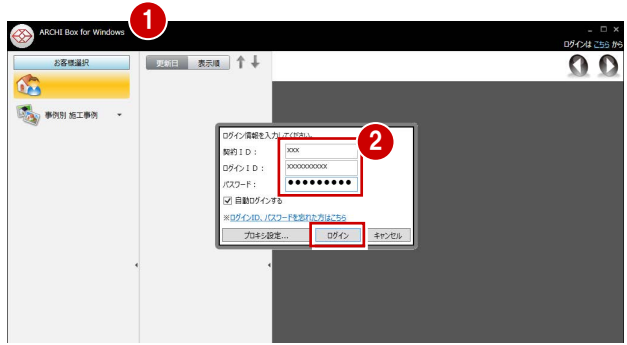 1
ARCHI Box for Windows
ログインは こちら から
お客様選択
更新日 表示順
事例別 施工事例
ログイン情報を入力してください。
2
契約ＩＤ： xxx
ログインＩＤ： xxxxxxxxxx
パスワード： ●●●●●●●●●
自動ログインする
※ログインID、パスワードを忘れた方はこちら
プロキシ設定... ログイン キャンセル